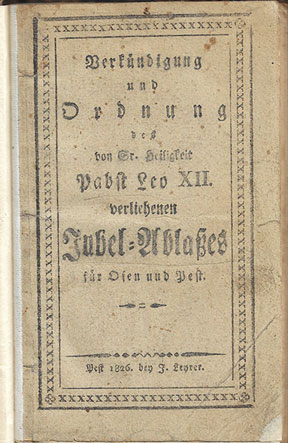 Verkündigung
und
Ordnung
des
von Sr. Heiligkeit
Pabst Leo XII.
verliehenen
Jubel=Ablaßes
für Ofen und Pest.
Pest 1826. bey J. Leyrer.